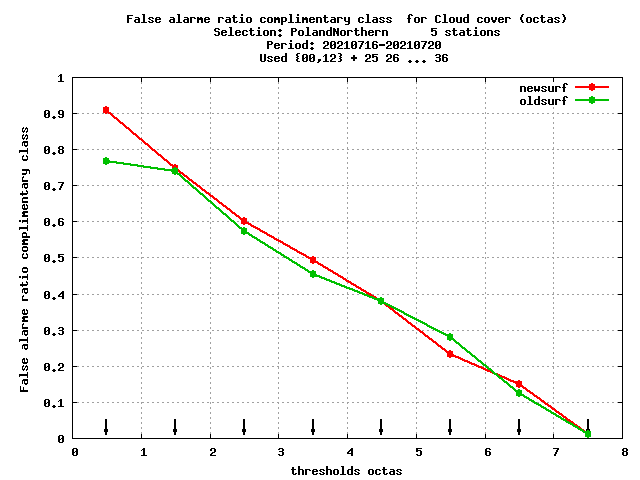 False alarme ratio complimentary class  for Cloud cover (octas)
Selection: PolandNorthern      5 stations
Period: 20210716-20210720
Used {00,12} + 25 26 ... 36
newsurf
oldsurf
1
0.9
0.8
0.7
0.6
0.5
0.4
0.3
0.2
0.1
0
False alarme ratio complimentary class
0 1 2 3 4 5 6 7 8
thresholds octas